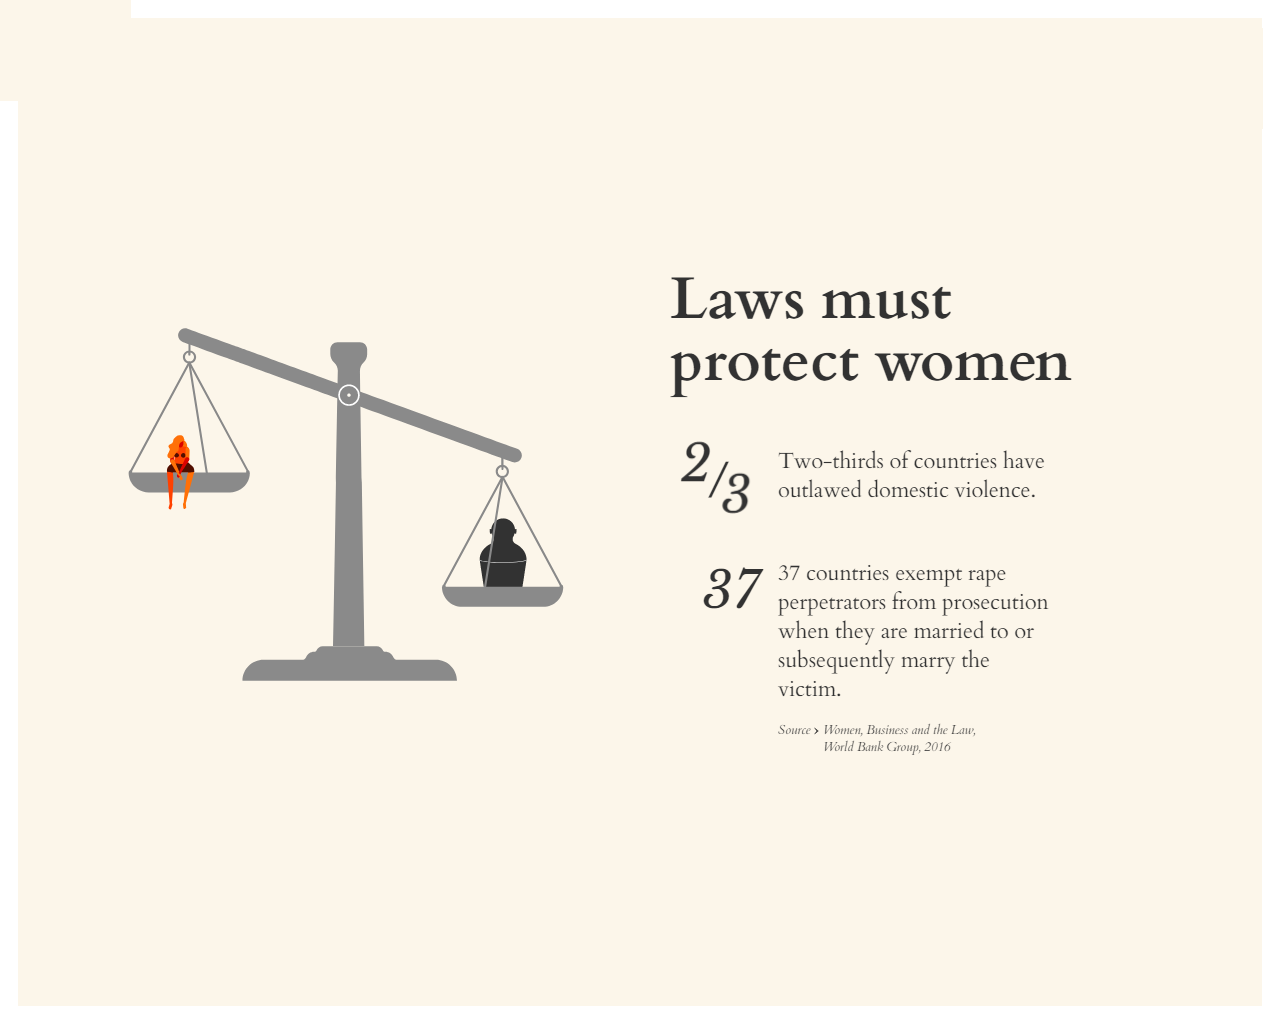 Laws must
protect women
2/3
Two-thirds of countries have
outlawed domestic violence.
37
37 countries exempt rape
perpetrators from prosecution
when they are married to or
subsequently marry the
victim.
Source › Women, Business and the Law,
World Bank Group, 2016